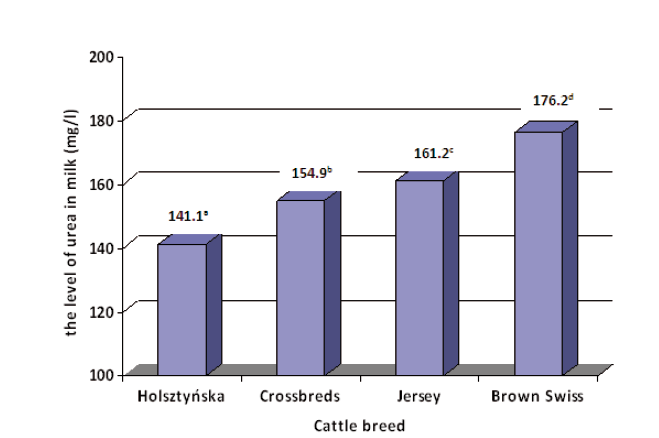 200
180
160
140
120
100
the level of urea in milk (mg/l)
141.1ᵃ
154.9ᵇ
161.2ᶜ
176.2ᵈ
Holsztyńska
Crossbreds
Jersey
Brown Swiss
Cattle breed